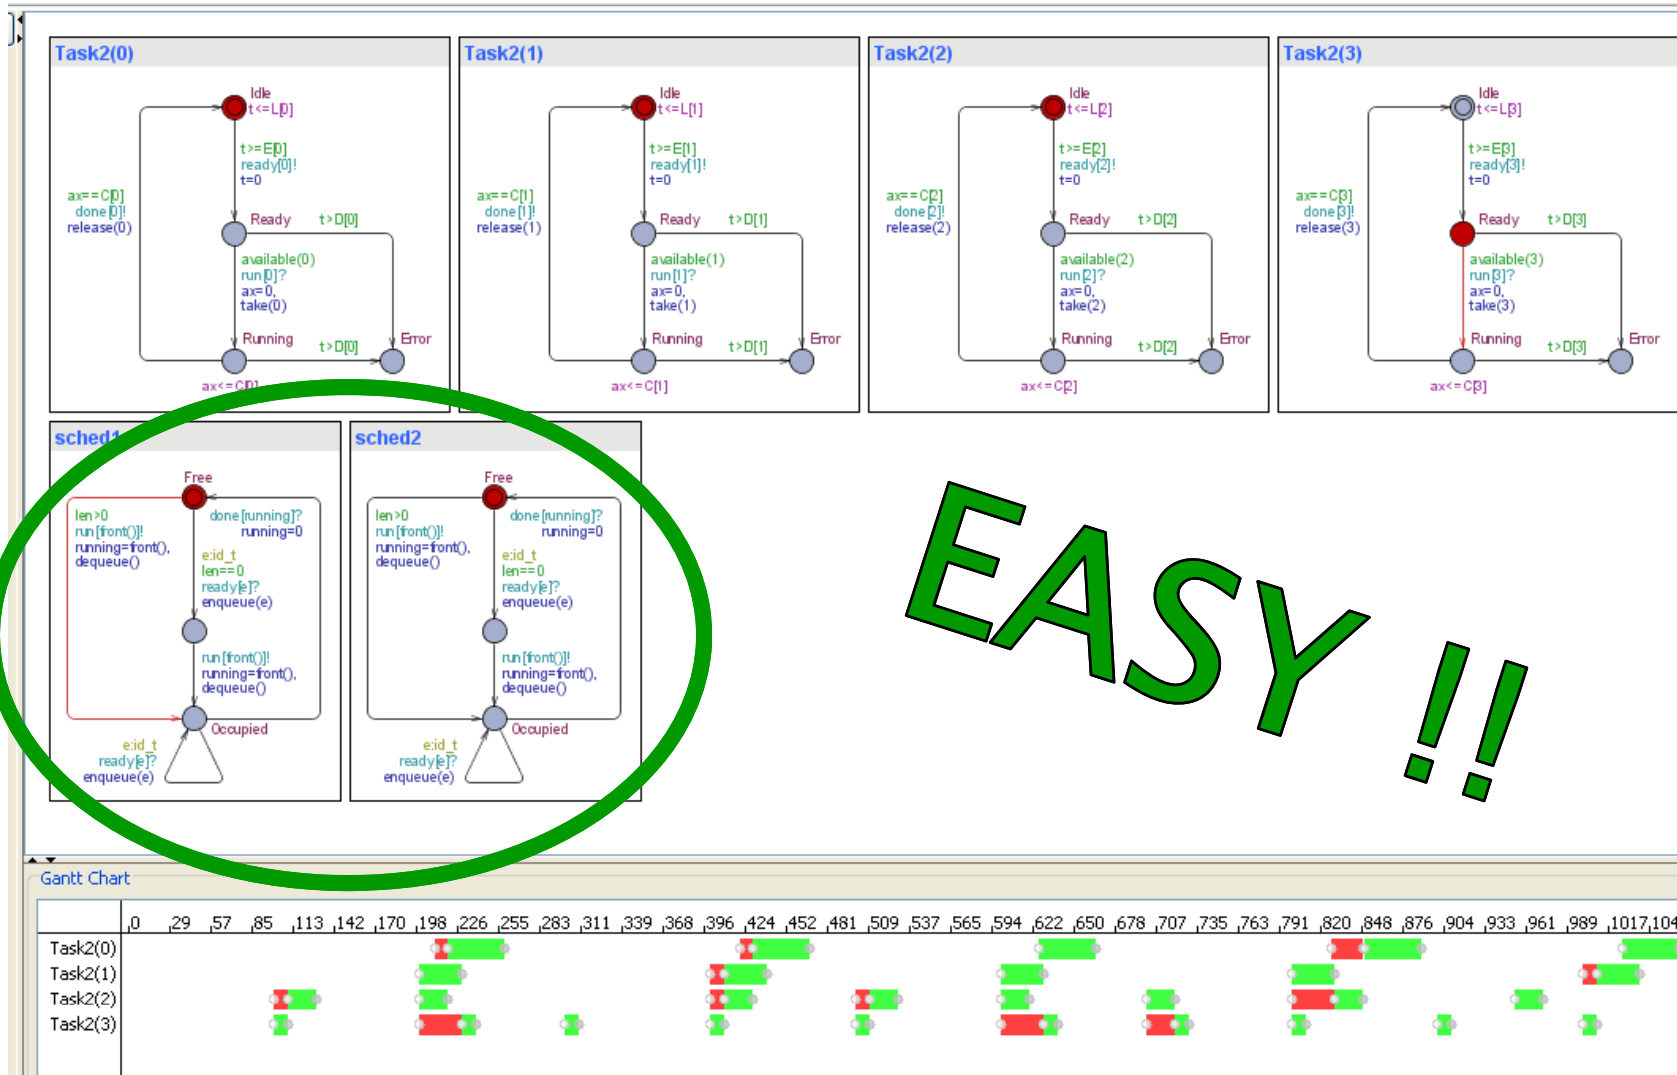 Task2(0)
Idle
t<=L[0]
t>=E[0]
ready[0]!
t=0
ax==C[0]
done[0]!
release(0)
Ready
t>D[0]
available(0)
run[0]?
ax=0,
take(0)
Running
t>D[0]
Error
ax<=C[0]
Task2(1)
Idle
t<=L[1]
t>=E[1]
ready[1]!
t=0
ax==C[1]
done[1]!
release(1)
Ready
t>D[1]
available(1)
run[1]?
ax=0,
take(1)
Running
t>D[1]
Error
ax<=C[1]
Task2(2)
Idle
t<=L[2]
t>=E[2]
ready[2]!
t=0
ax==C[2]
done[2]!
release(2)
Ready
t>D[2]
available(2)
run[2]?
ax=0,
take(2)
Running
t>D[2]
Error
ax<=C[2]
Task2(3)
Idle
t<=L[3]
t>=E[3]
ready[3]!
t=0
ax==C[3]
done[3]!
release(3)
Ready
t>D[3]
available(3)
run[3]?
ax=0,
take(3)
Running
t>D[3]
Error
ax<=C[3]
sched1
Free
len>0
run[front()]!
running=front(),
dequeue()
done[running]?
running=0
e:id_t
len==0
ready[e]?
enqueue(e)
run[front()]!
running=front(),
dequeue()
Occupied
e:id_t
ready[e]?
enqueue(e)
sched2
Free
len>0
run[front()]!
running=front(),
dequeue()
done[running]?
running=0
e:id_t
len==0
ready[e]?
enqueue(e)
run[front()]!
running=front(),
dequeue()
Occupied
e:id_t
ready[e]?
enqueue(e)
EASY !!
Gantt Chart
0 29 57 85 113 142 170 198 226 255 283 311 339 368 396 424 452 481 509 537 565 594 622 650 678 707 735 763 791 820 848 876 904 933 961 989 1017 104
Task2(0)
Task2(1)
Task2(2)
Task2(3)